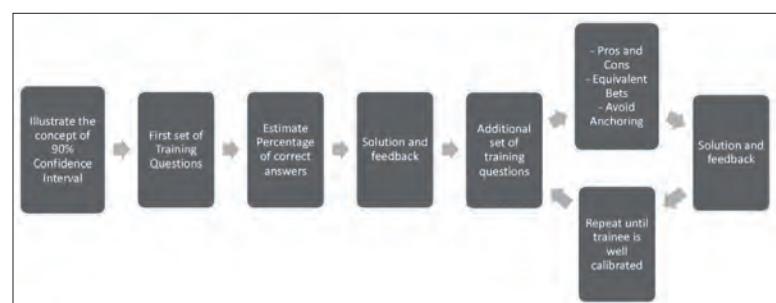 Illustrate the
concept of
90%
Confidence
Interval
First set of
Training
Questions
Estimate
Percentage
of correct
answers
Solution and
feedback
Additional
set of
training
questions
- Pros and
Cons
- Equivalent
Bets
- Avoid
Anchoring
Solution and
feedback
Repeat until
trainee is
well
calibrated